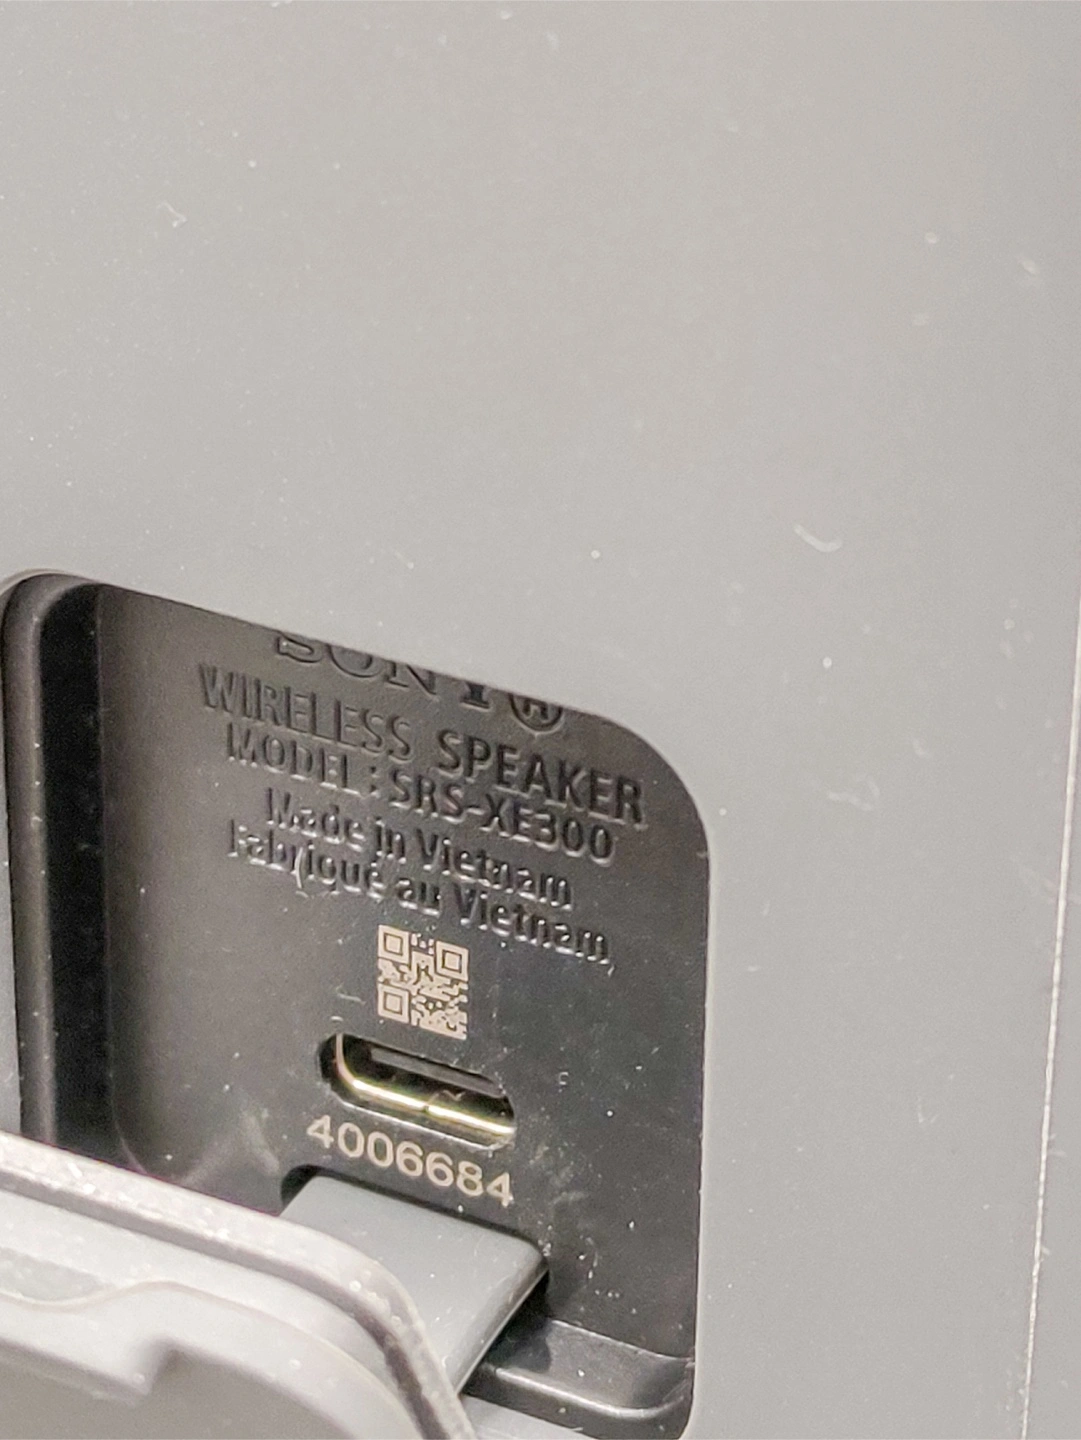 SONY®
WIRELESS SPEAKER
MODEL : SRS-XE300
Made in Vietnam
Fabriqué au Vietnam
4006684